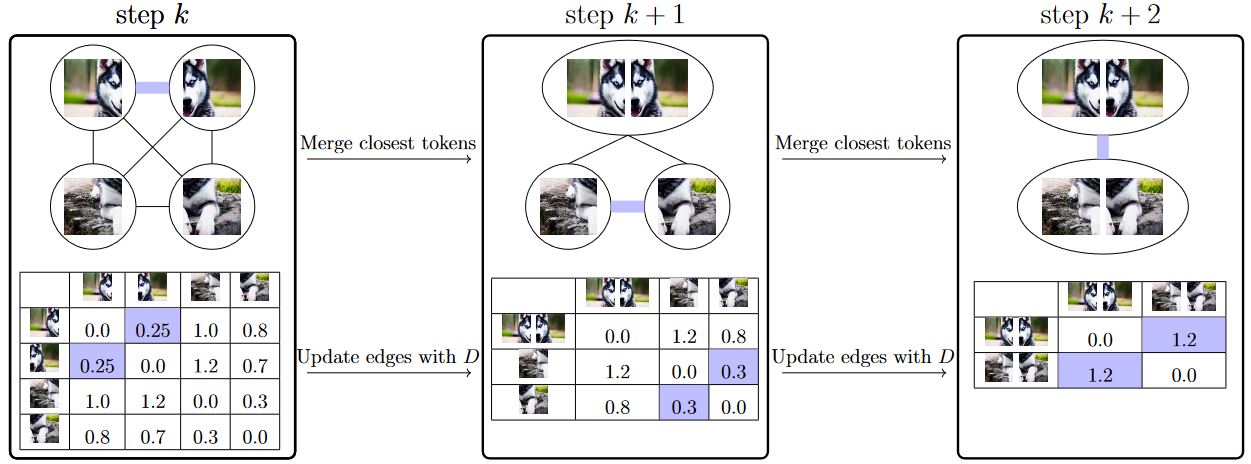 step k
step k + 1
step k + 2
Merge closest tokens
Merge closest tokens
Update edges with D
Update edges with D
0.0 0.25 1.0 0.8
0.25 0.0 1.2 0.7
1.0 1.2 0.0 0.3
0.8 0.7 0.3 0.0
0.0 1.2 0.8
1.2 0.0 0.3
0.8 0.3 0.0
0.0 1.2
1.2 0.0